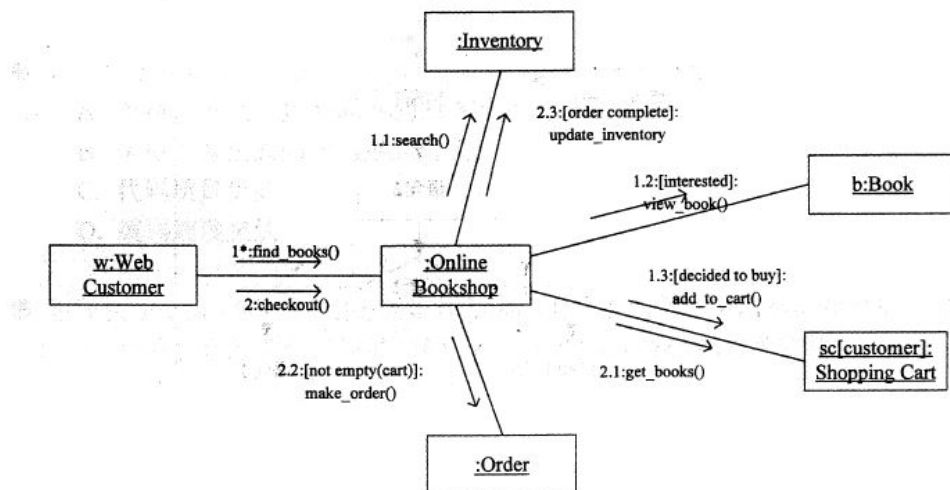 :Inventory
1.1:search()
2.3:[order complete]:
update_inventory
1.2:[interested]:
view_book()
b:Book
w:Web
Customer
1*:find_books()
2:checkout()
:Online
Bookshop
1.3:[decided to buy]:
add_to_cart()
sc[customer]:
Shopping Cart
2.1:get_books()
2.2:[not empty(cart)]:
make_order()
:Order